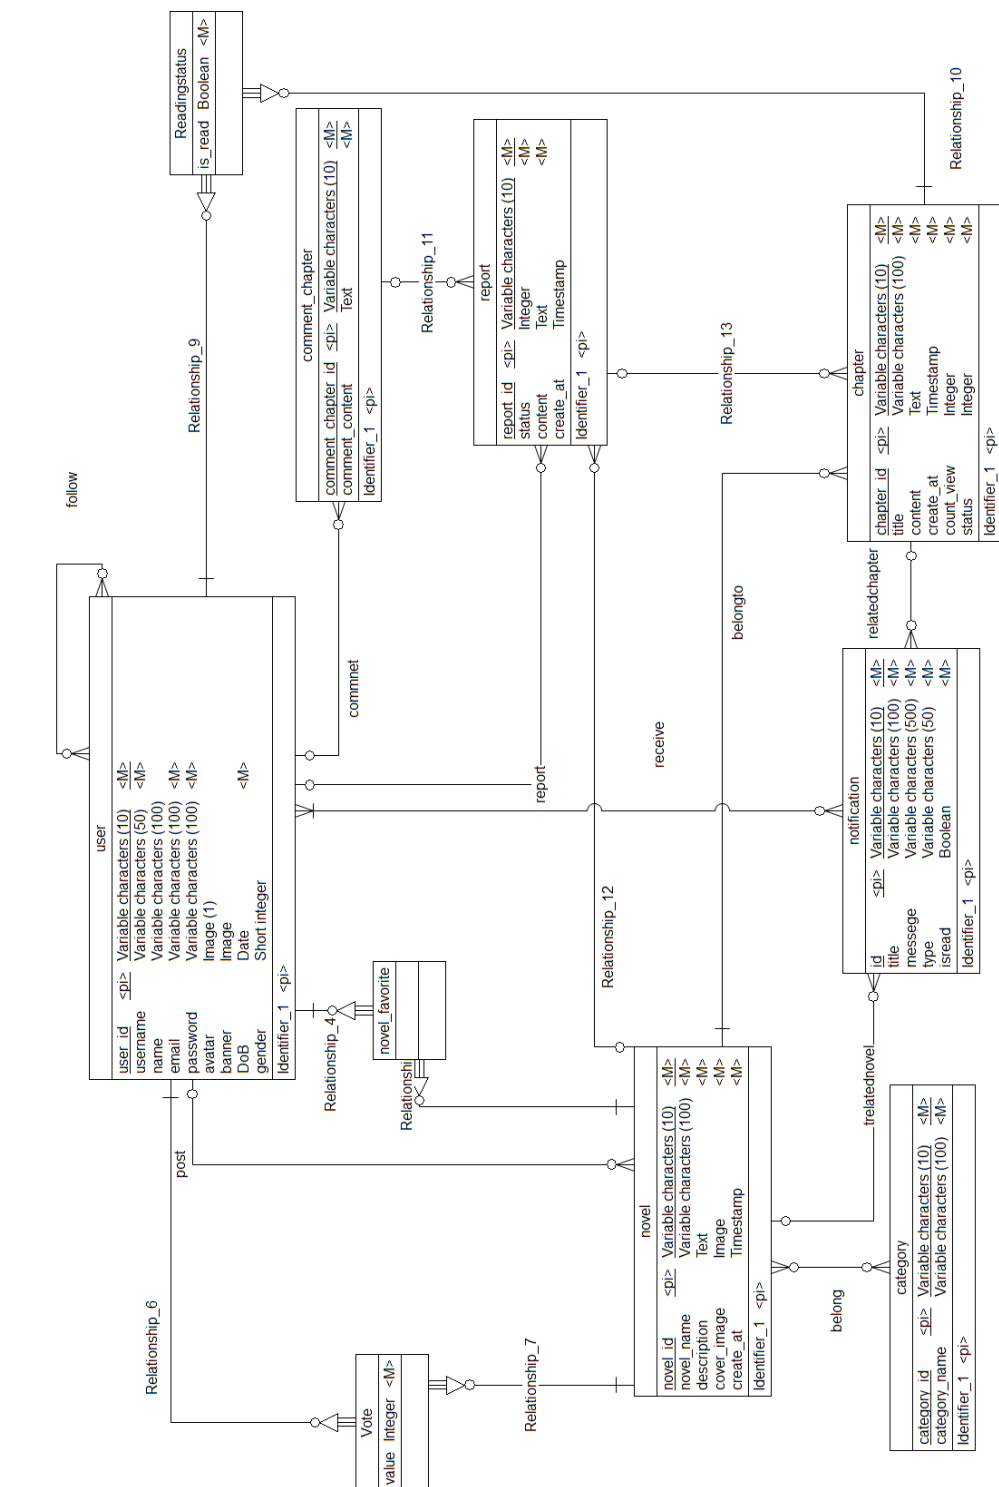 Readingstatus
is_read Boolean <M>
Relationship_10
Relationship_9
follow
comment_chapter
comment_chapter_id <pi> Variable characters (10) <M>
comment_content Text <M>
Identifier_1 <pi>
Relationship_11
report
report_id <pi> Variable characters (10) <M>
status Integer <M>
content Text <M>
create_at Timestamp
Identifier_1 <pi>
Relationship_13
chapter
chapter_id <pi> Variable characters (10) <M>
title Variable characters (100) <M>
content Text <M>
create_at Timestamp <M>
count_view Integer <M>
status Integer <M>
Identifier_1 <pi>
user
user_id <pi> Variable characters (10) <M>
username Variable characters (50) <M>
name Variable characters (100)
email Variable characters (100) <M>
password Variable characters (100) <M>
avatar Image (1)
banner Image
DoB Date <M>
gender Short integer
Identifier_1 <pi>
commnet
report
receive
belongto
relatedchapter
notification
id <pi> Variable characters (10) <M>
title Variable characters (100) <M>
messege Variable characters (500) <M>
type Variable characters (50) <M>
isread Boolean <M>
Identifier_1 <pi>
Relationship_4
novel_favorite
Relationshi
Relationship_12
post
novel
novel_id <pi> Variable characters (10) <M>
novel_name Variable characters (100) <M>
description Text <M>
cover_image Image <M>
create_at Timestamp <M>
Identifier_1 <pi>
trelatednovel
category
category_id <pi> Variable characters (10) <M>
category_name Variable characters (100) <M>
Identifier_1 <pi>
belong
Relationship_6
Relationship_7
Vote
value Integer <M>